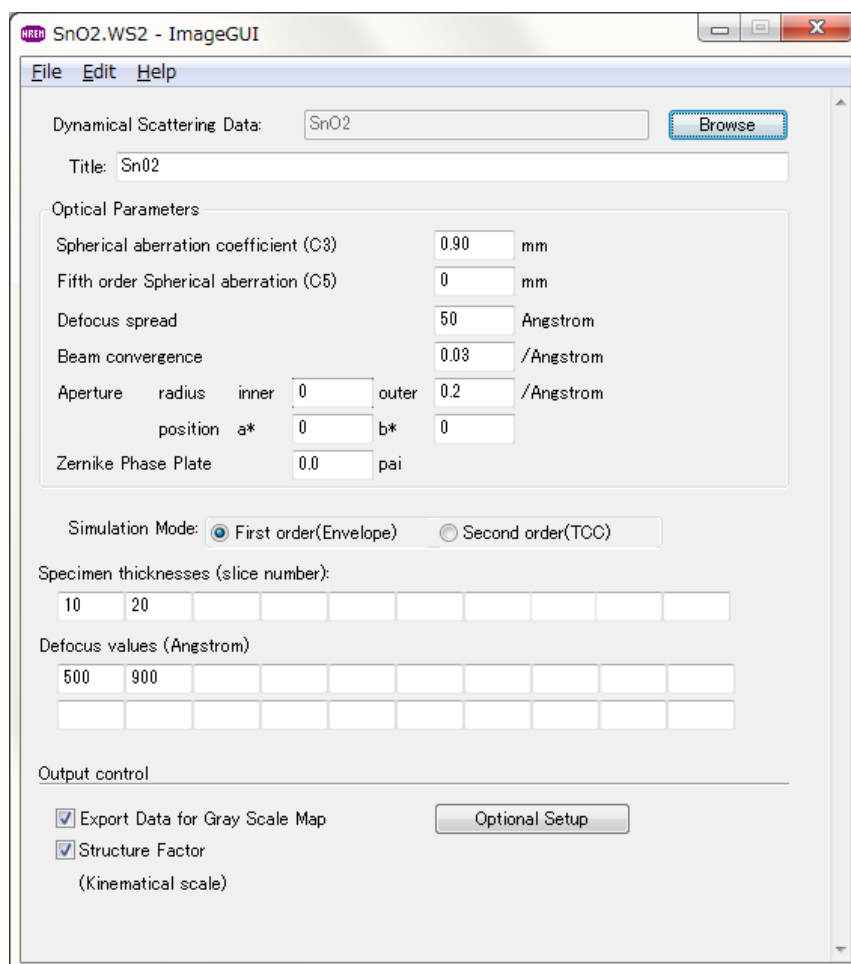 HREM SnO2.WS2 - ImageGUI
File Edit Help
Dynamical Scattering Data: SnO2 Browse
Title: Sn02
Optical Parameters
Spherical aberration coefficient (C3) 0.90 mm
Fifth order Spherical aberration (C5) 0 mm
Defocus spread 50 Angstrom
Beam convergence 0.03 /Angstrom
Aperture radius inner 0 outer 0.2 /Angstrom
position a* 0 b* 0
Zernike Phase Plate 0.0 pai
Simulation Mode: First order(Envelope) Second order(TCC)
Specimen thicknesses (slice number):
10 20
Defocus values (Angstrom)
500 900
Output control
Export Data for Gray Scale Map Optional Setup
Structure Factor
(Kinematical scale)